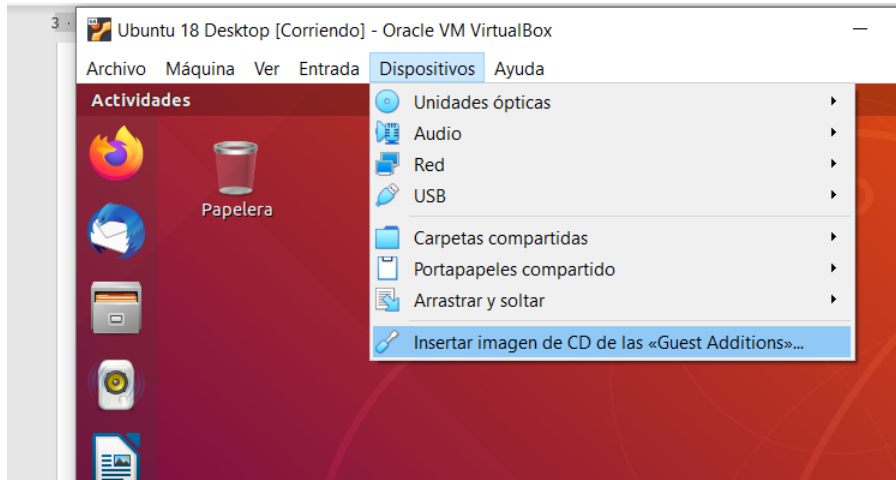 3 ·
Ubuntu 18 Desktop [Corriendo] - Oracle VM VirtualBox
Archivo Máquina Ver Entrada Dispositivos Ayuda
Actividades
Papelera
Unidades ópticas
Audio
Red
USB
Carpetas compartidas
Portapapeles compartido
Arrastrar y soltar
Insertar imagen de CD de las «Guest Additions»...